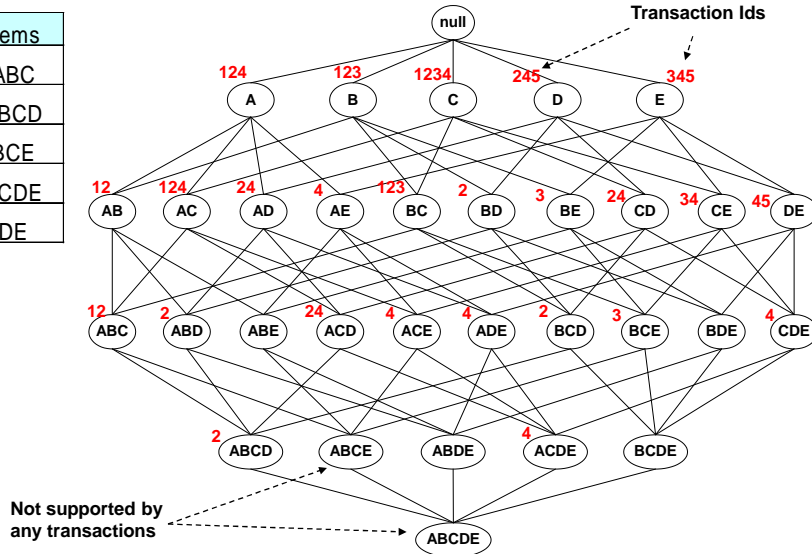 Transaction Ids
null
ems
124 123 1234 245 345
ABC
A B C D E
BCD
BCE
12 124 24 4 123 2 3 24 34 45
CDE
AB AC AD AE BC BD BE CD CE DE
DE
12 2 24 4 4 2 3 4
ABC ABD ABE ACD ACE ADE BCD BCE BDE CDE
2 4
ABCD ABCE ABDE ACDE BCDE
Not supported by
any transactions
ABCDE